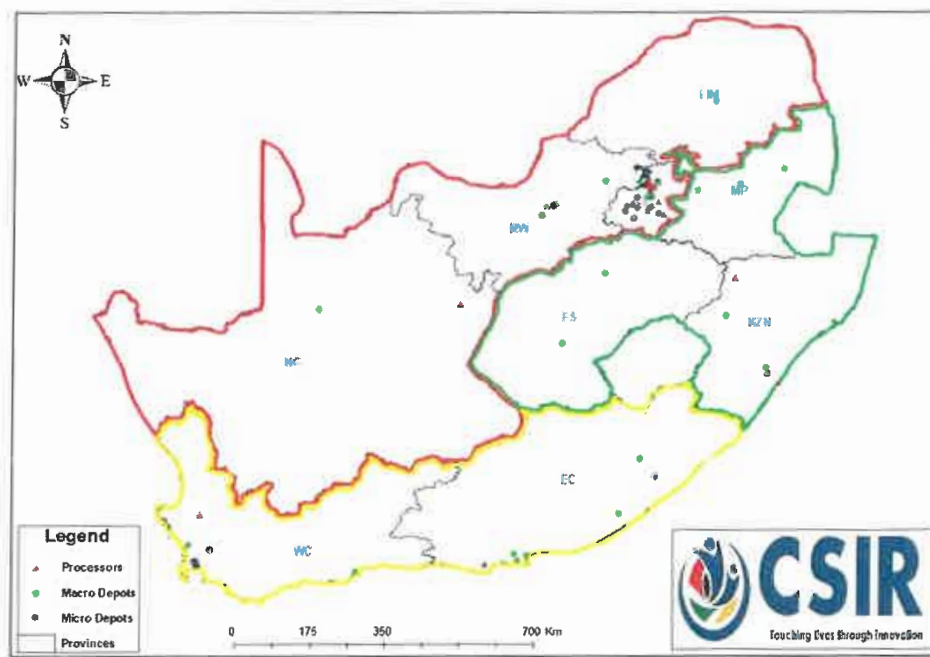 N
W E
S
MP
NW
FS
KZN
NC
EC
WC
Legend
Processors
Macro Depots
Micro Depots
Provinces
0 175 350 700 Km
CSIR
Touching lives through innovation